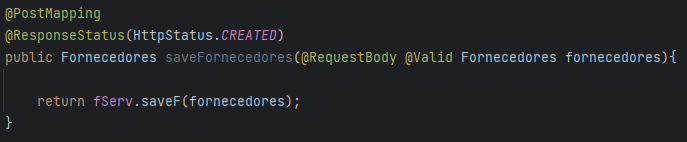 @PostMapping
@ResponseStatus(HttpStatus.CREATED)
public Fornecedores saveFornecedores(@RequestBody @Valid Fornecedores fornecedores){
return fServ.saveF(fornecedores);
}